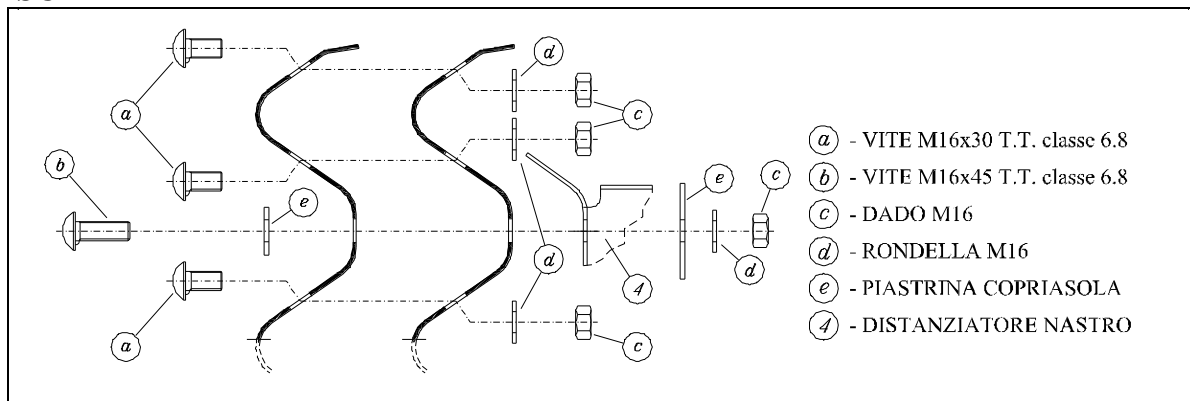 d
a
c
b
e
e
c
d
d
4
a
c
a - VITE M16x30 T.T. classe 6.8
b - VITE M16x45 T.T. classe 6.8
c - DADO M16
d - RONDELLA M16
e - PIASTRINA COPRIASOLA
4 - DISTANZIATORE NASTRO